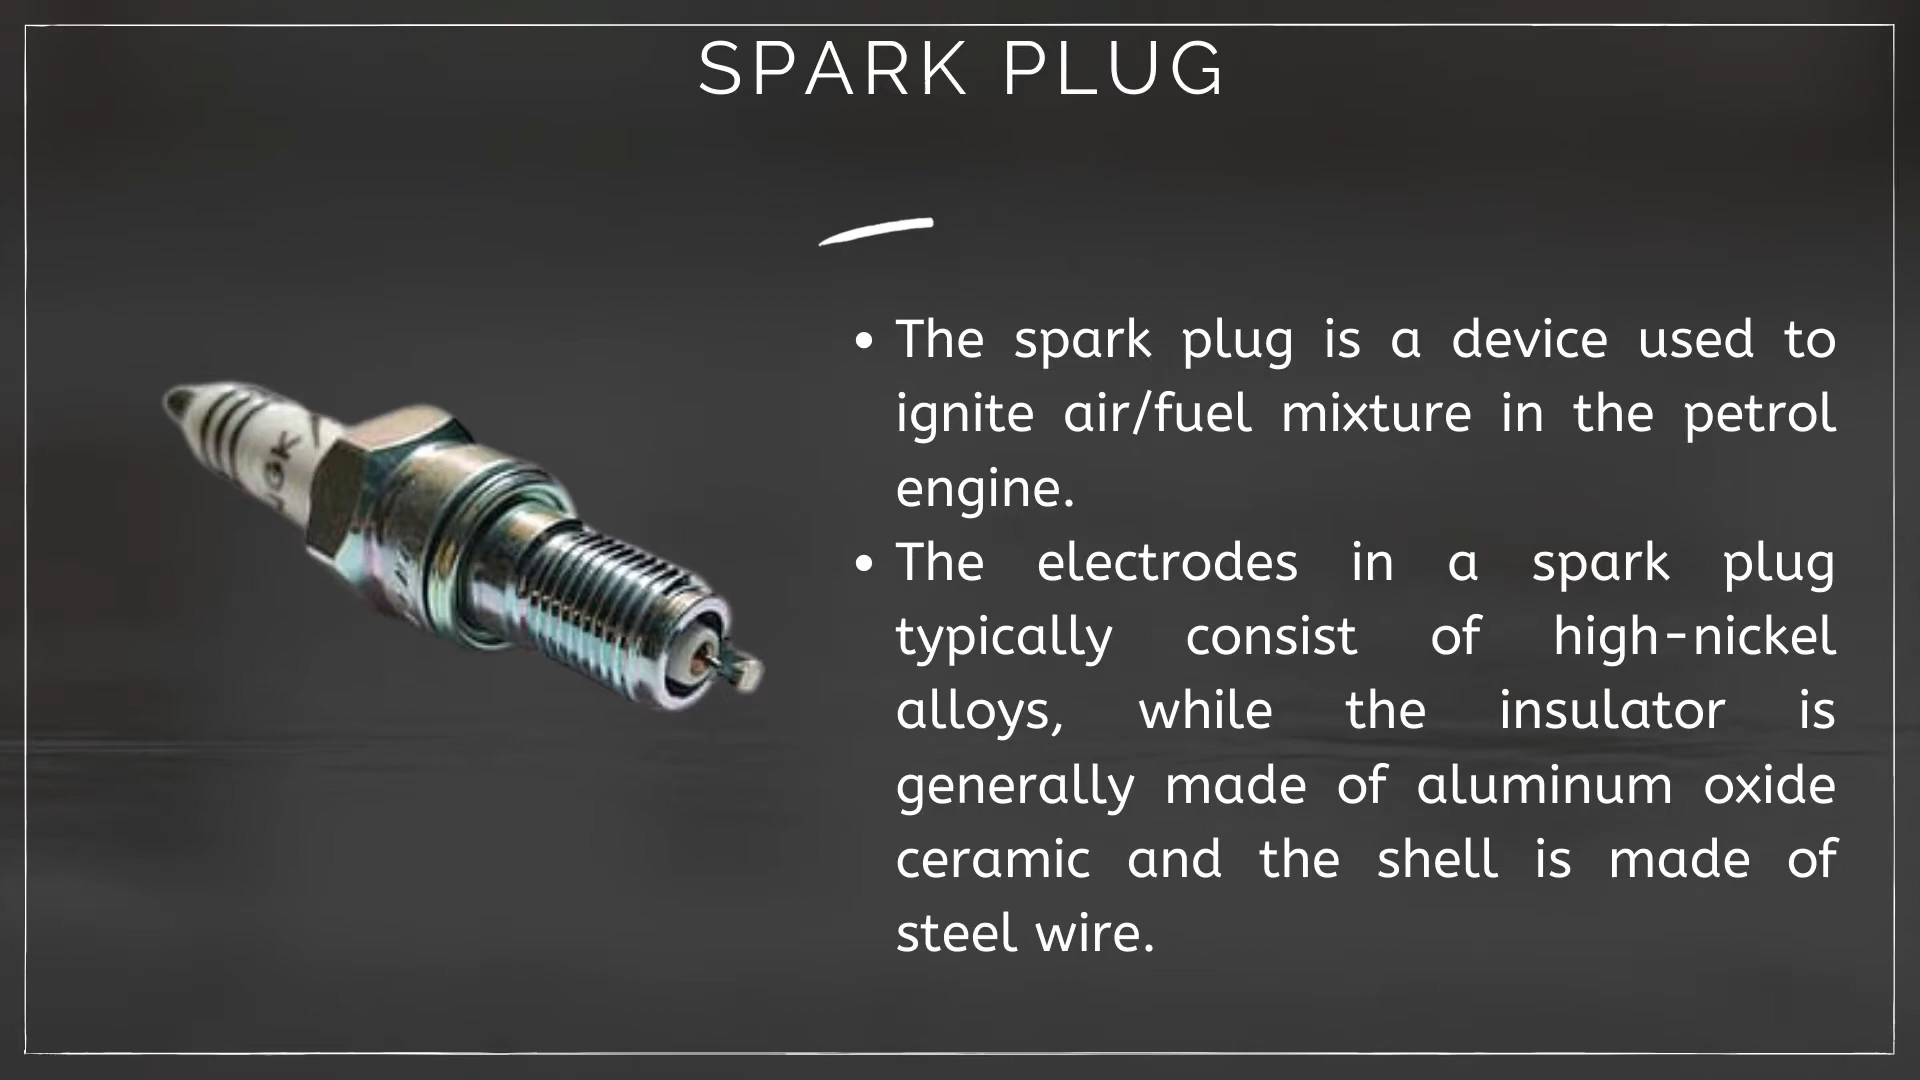 SPARK PLUG
• The spark plug is a device used to
ignite air/fuel mixture in the petrol
engine.
• The electrodes in a spark plug
typically consist of high-nickel
alloys, while the insulator is
generally made of aluminum oxide
ceramic and the shell is made of
steel wire.